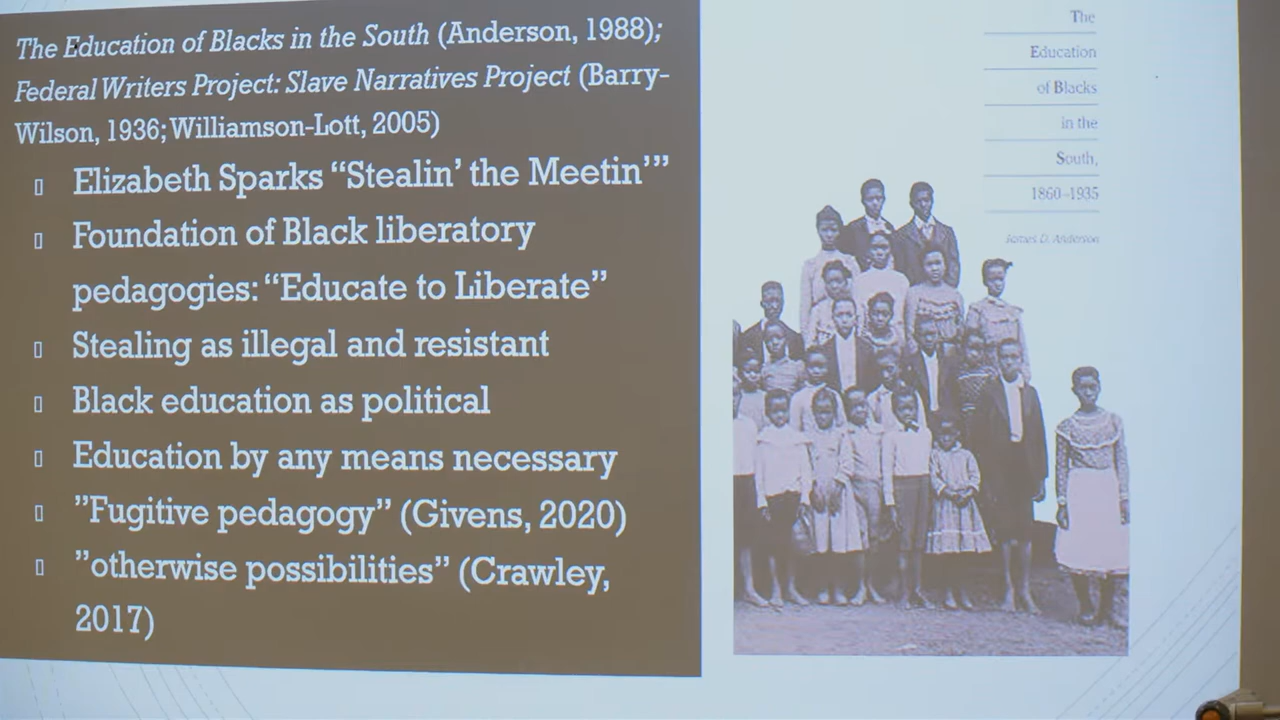 The Education of Blacks in the South (Anderson, 1988);
Federal Writers Project: Slave Narratives Project (Barry-
Wilson, 1936; Williamson-Lott, 2005)
Elizabeth Sparks “Stealin’ the Meetin’”
Foundation of Black liberatory
pedagogies: “Educate to Liberate”
Stealing as illegal and resistant
Black education as political
Education by any means necessary
”Fugitive pedagogy” (Givens, 2020)
”otherwise possibilities” (Crawley,
2017)
The
Education
of Blacks
in the
South,
1860-1935
James D. Anderson